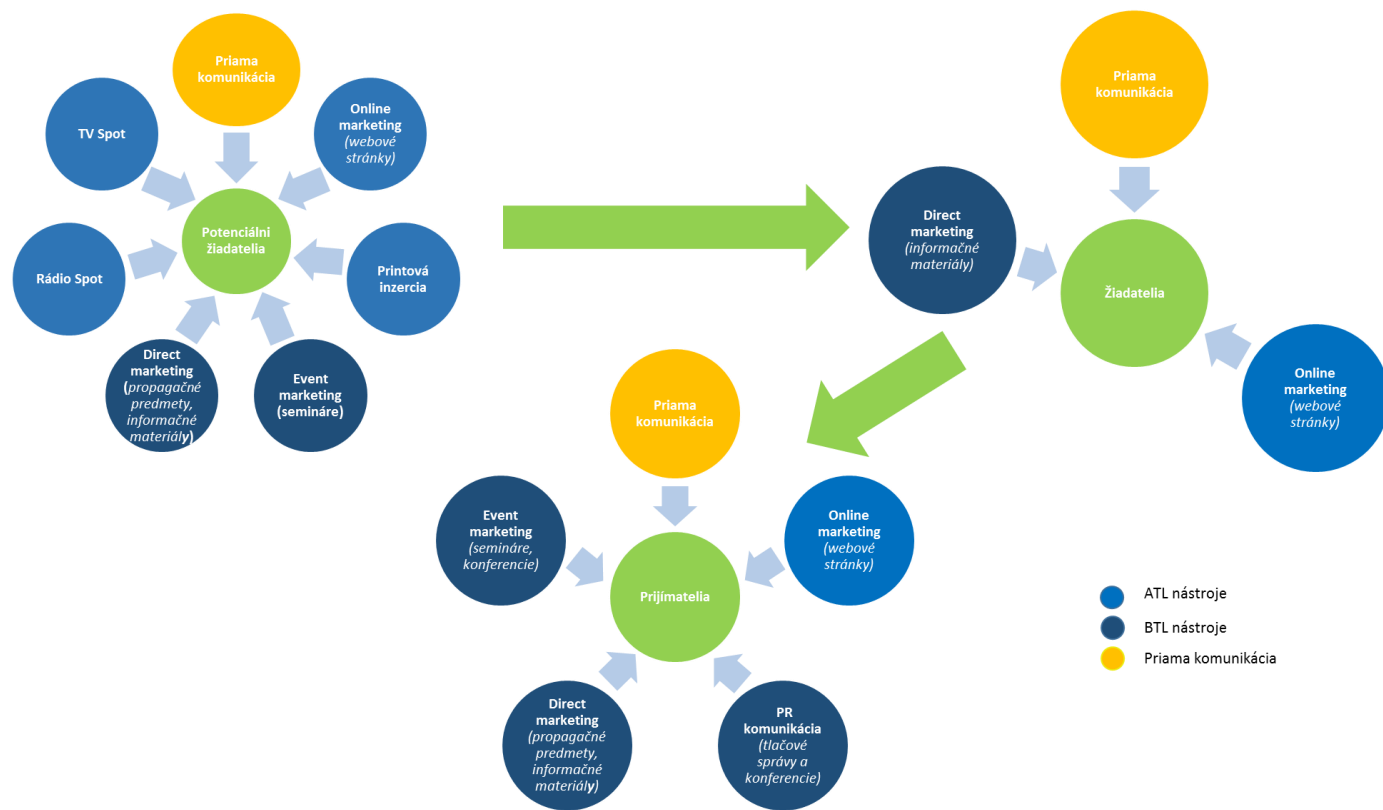 Priama
komunikácia
TV Spot
Online
marketing
(webové
stránky)
Potenciálni
žiadatelia
Rádio Spot
Printová
inzercia
Direct
marketing
(propagačné
predmety,
informačné
materiály)
Event
marketing
(semináre)
Priama
komunikácia
Direct
marketing
(informačné
materiály)
Žiadatelia
Online
marketing
(webové
stránky)
Priama
komunikácia
Event
marketing
(semináre,
konferencie)
Online
marketing
(webové
stránky)
Prijímatelia
Direct
marketing
(propagačné
predmety,
informačné
materiály)
PR
komunikácia
(tlačové
správy a
konferencie)
ATL nástroje
BTL nástroje
Priama komunikácia